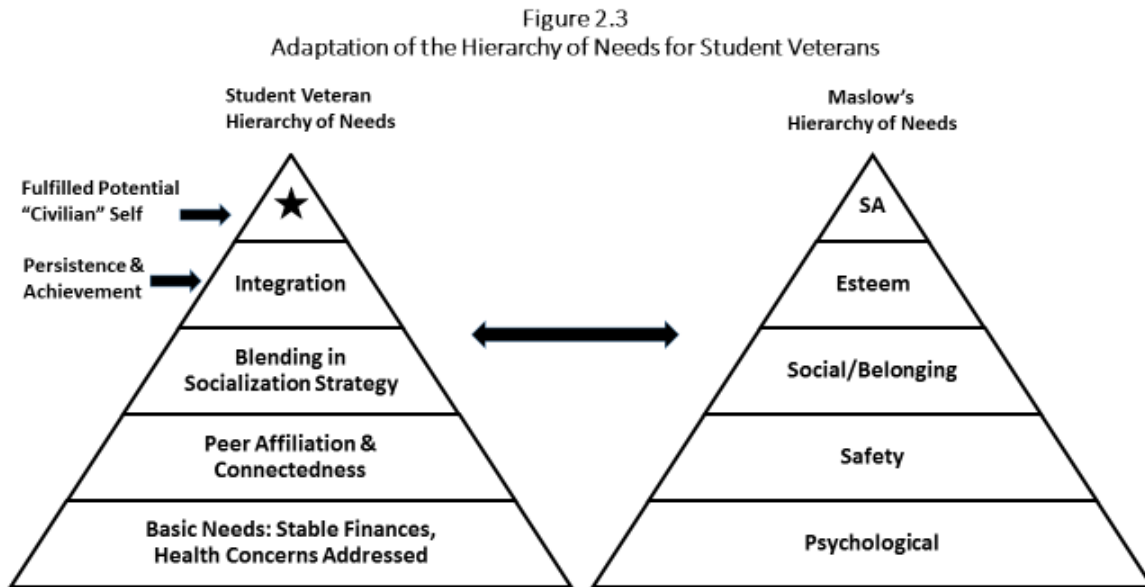 Figure 2.3
Adaptation of the Hierarchy of Needs for Student Veterans
Student Veteran
Hierarchy of Needs
Fulfilled Potential
“Civilian” Self
Persistence &
Achievement
Integration
Blending in
Socialization Strategy
Peer Affiliation &
Connectedness
Basic Needs: Stable Finances,
Health Concerns Addressed
Maslow’s
Hierarchy of Needs
SA
Esteem
Social/Belonging
Safety
Psychological